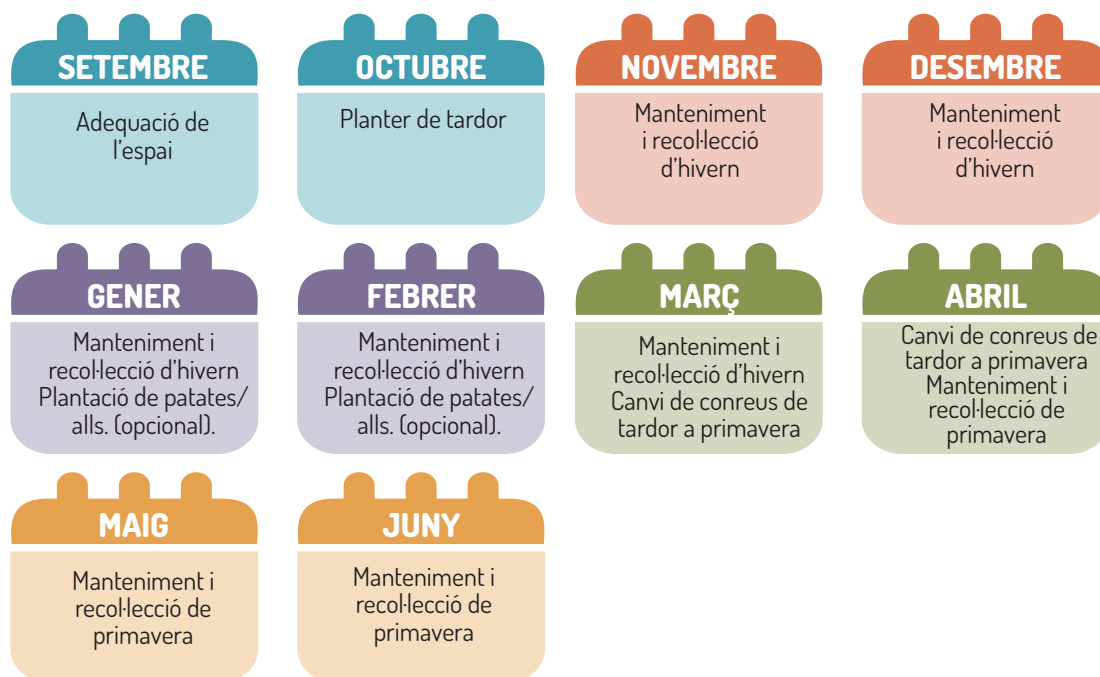 SETEMBRE
Adequació de
l'espai
OCTUBRE
Planter de tardor
NOVEMBRE
Manteniment
i recol·lecció
d'hivern
DESEMBRE
Manteniment
i recol·lecció
d'hivern
GENER
Manteniment i
recol·lecció d'hivern
Plantació de patates/
alls. (opcional).
FEBRER
Manteniment i
recol·lecció d'hivern
Plantació de patates/
alls. (opcional).
MARÇ
Manteniment i
recol·lecció d'hivern
Canvi de conreus de
tardor a primavera
ABRIL
Canvi de conreus de
tardor a primavera
Manteniment i
recol·lecció de
primavera
MAIG
Manteniment i
recol·lecció de
primavera
JUNY
Manteniment i
recol·lecció de
primavera